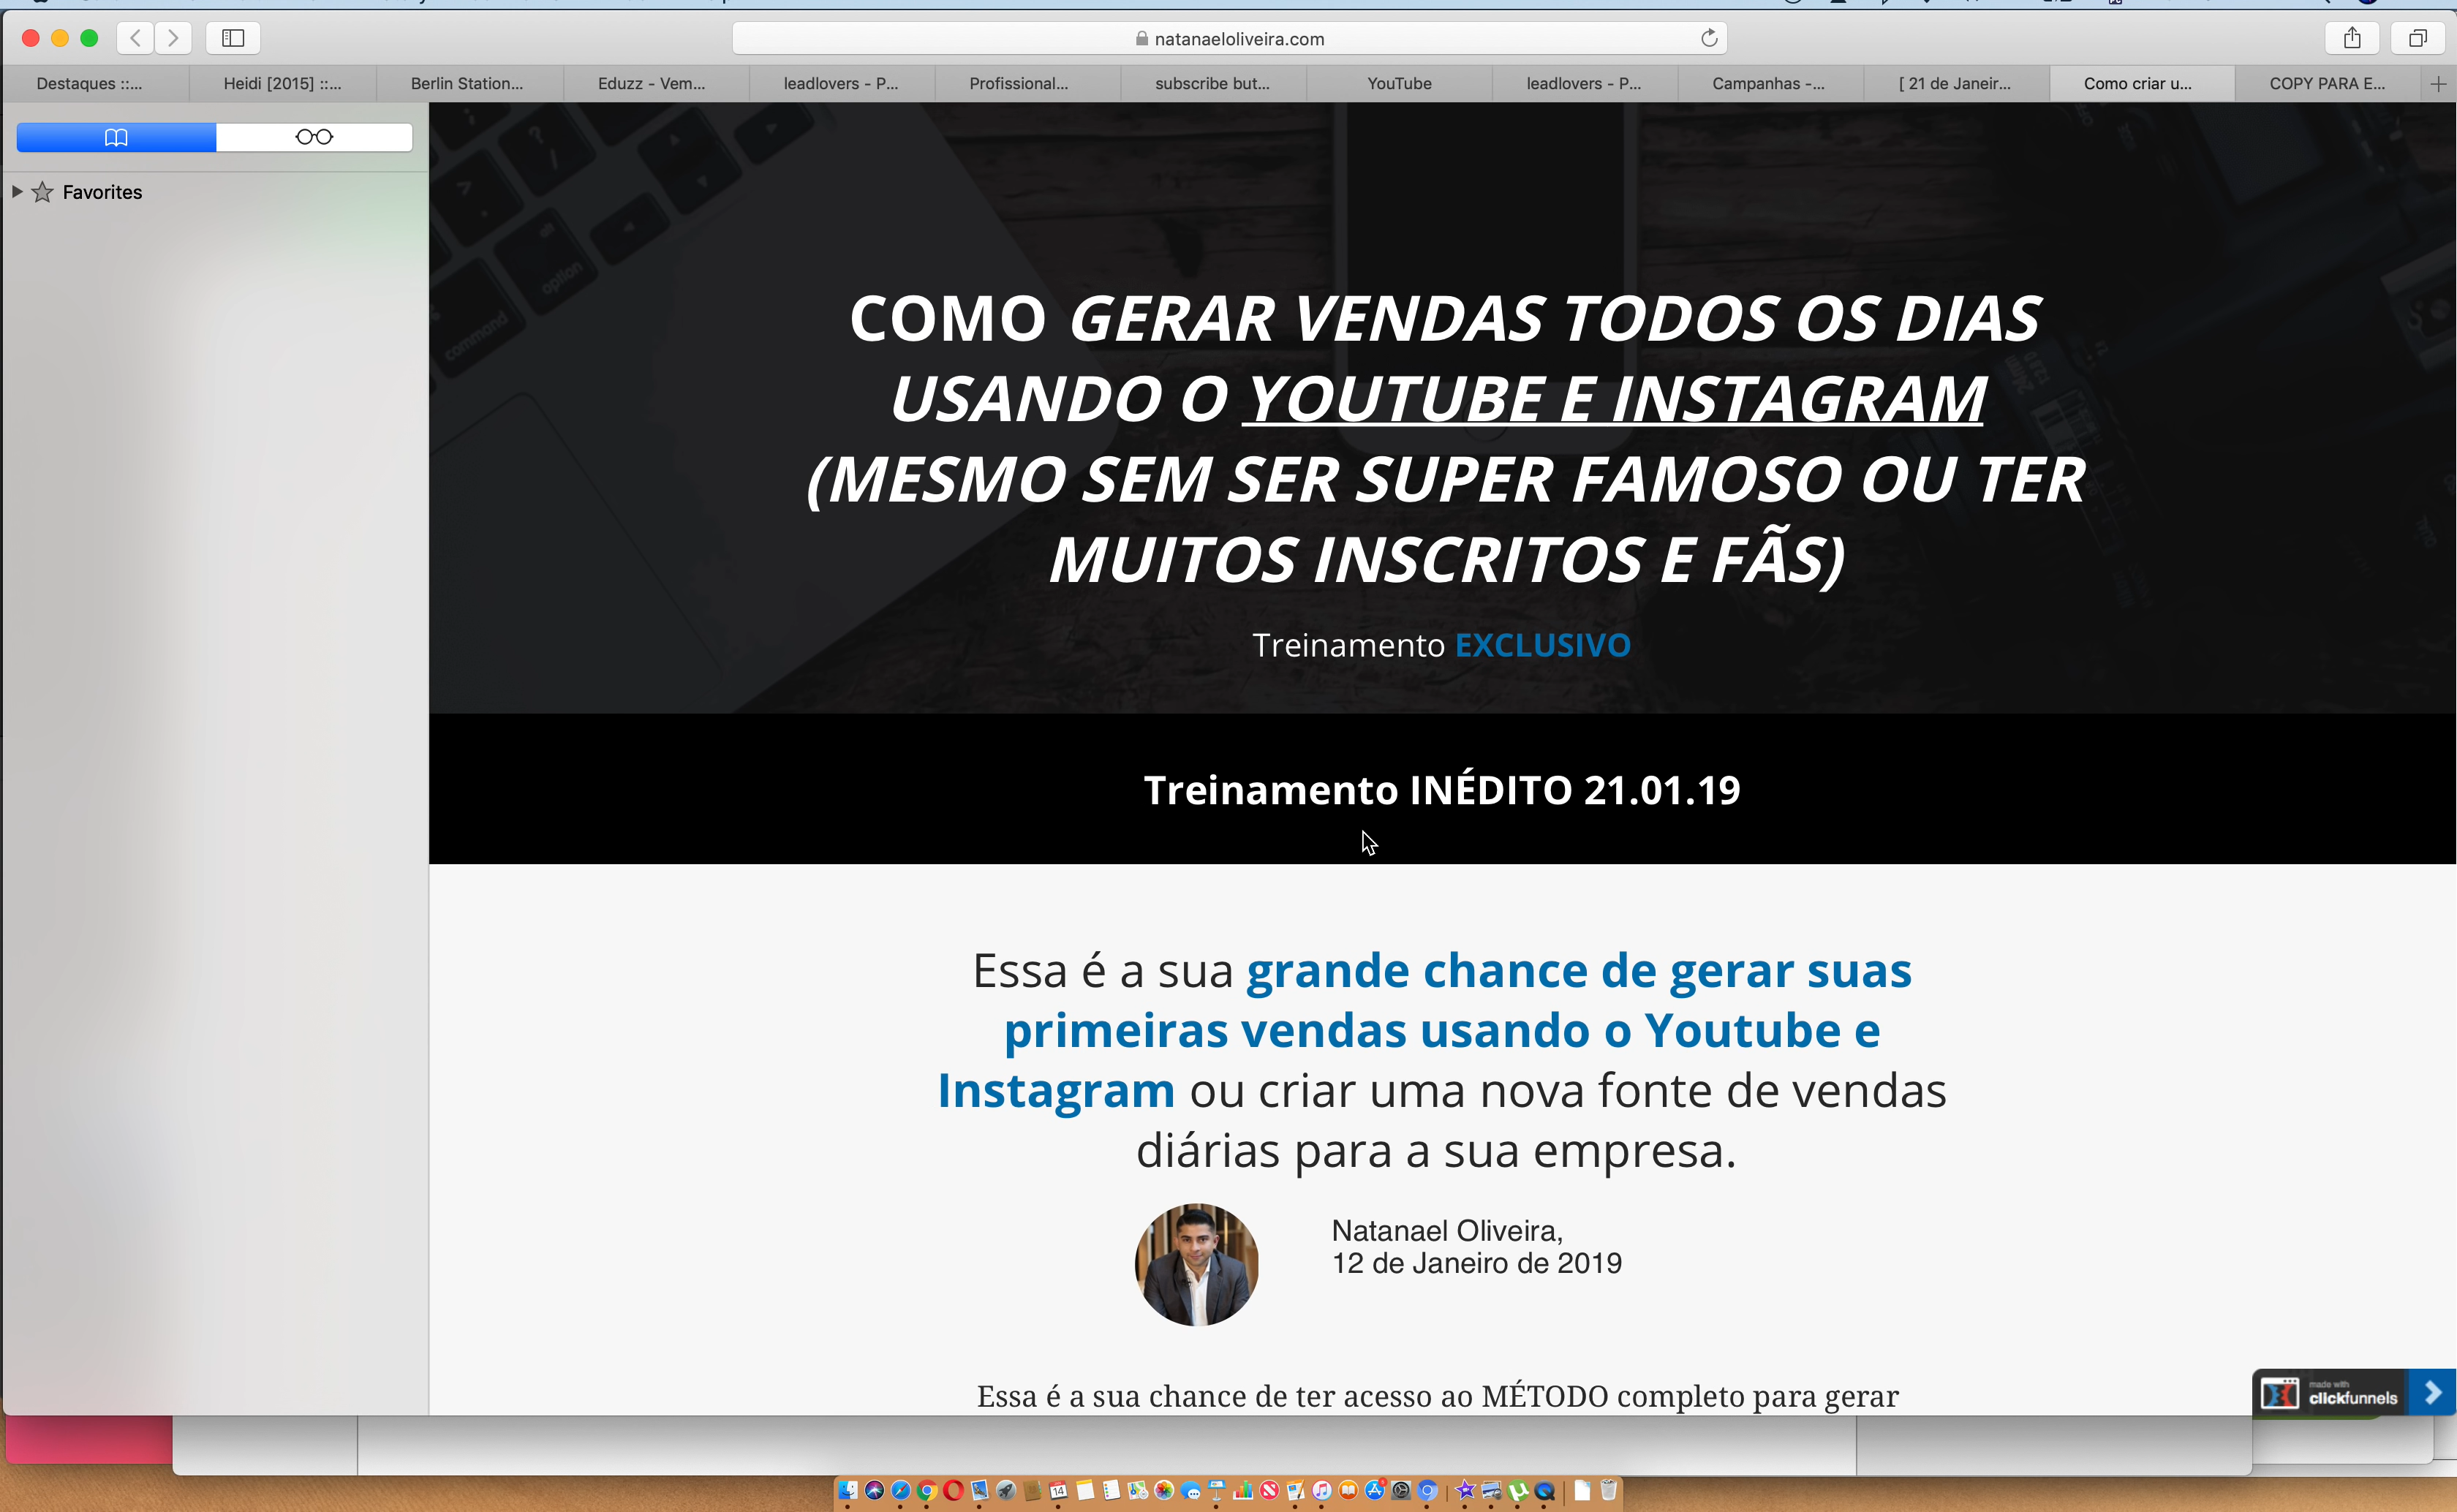 natanaeloliveira.com
Destaques ::...
Heidi [2015] ::...
Berlin Station...
Eduzz - Vem...
leadlovers - P...
Profissional...
subscribe but...
YouTube
leadlovers - P...
Campanhas -...
[ 21 de Janeir...
Como criar u...
COPY PARA E...
Favorites
option
command
COMO GERAR VENDAS TODOS OS DIAS
USANDO O YOUTUBE E INSTAGRAM
(MESMO SEM SER SUPER FAMOSO OU TER
MUITOS INSCRITOS E FÃS)
Treinamento EXCLUSIVO
Treinamento INÉDITO 21.01.19
Essa é a sua grande chance de gerar suas
primeiras vendas usando o Youtube e
Instagram ou criar uma nova fonte de vendas
diárias para a sua empresa.
Natanael Oliveira,
12 de Janeiro de 2019
Essa é a sua chance de ter acesso ao MÉTODO completo para gerar
made with
clickfunnels
14